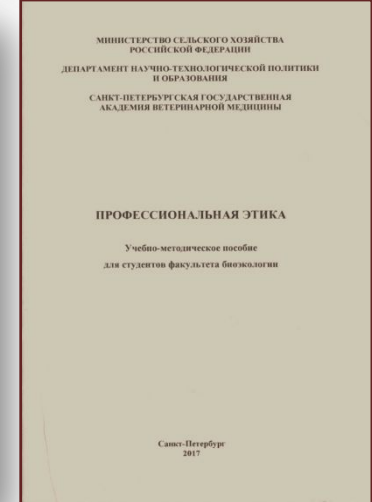 МИНИСТЕРСТВО СЕЛЬСКОГО ХОЗЯЙСТВА
РОССИЙСКОЙ ФЕДЕРАЦИИ
ДЕПАРТАМЕНТ НАУЧНО-ТЕХНОЛОГИЧЕСКОЙ ПОЛИТИКИ
И ОБРАЗОВАНИЯ
САНКТ-ПЕТЕРБУРГСКАЯ ГОСУДАРСТВЕННАЯ
АКАДЕМИЯ ВЕТЕРИНАРНОЙ МЕДИЦИНЫ
ПРОФЕССИОНАЛЬНАЯ ЭТИКА
Учебно-методическое пособие
для студентов факультета биоэкологии
Санкт-Петербург
2017